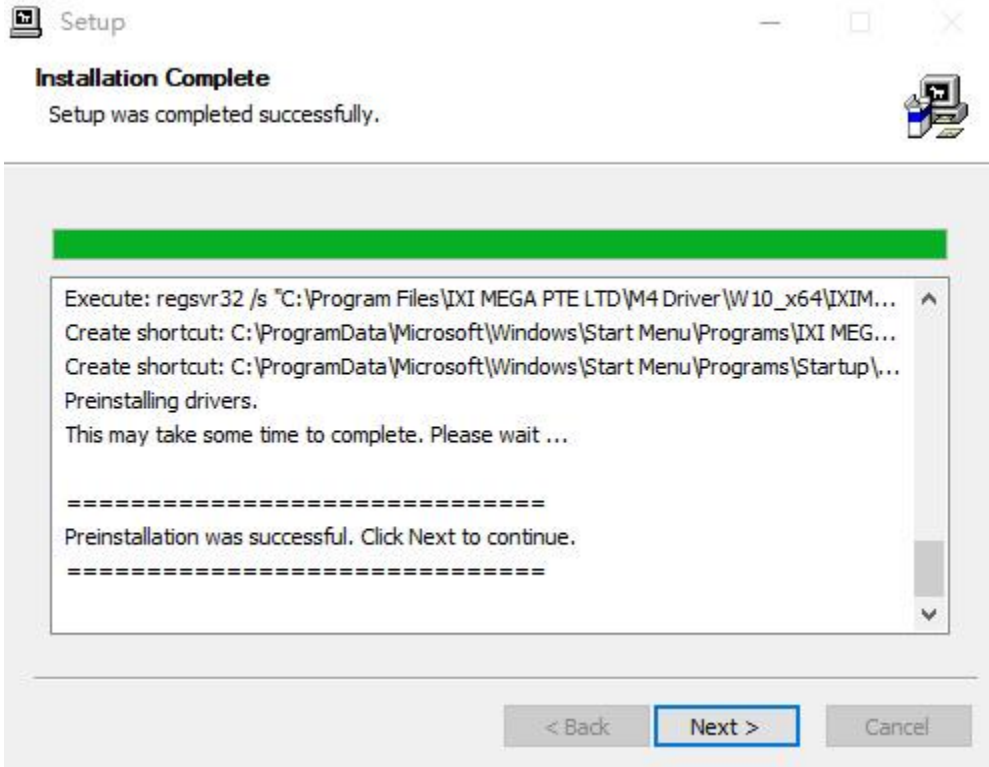 Setup
Installation Complete
Setup was completed successfully.
Execute: regsvr32 /s "C:\Program Files\IXI MEGA PTE LTD\M4 Driver\W10_x64\IXIM...
Create shortcut: C:\ProgramData\Microsoft\Windows\Start Menu\Programs\IXI MEG...
Create shortcut: C:\ProgramData\Microsoft\Windows\Start Menu\Programs\Startup\...
Preinstalling drivers.
This may take some time to complete. Please wait ...
==============================
Preinstallation was successful. Click Next to continue.
==============================
< Back
Next >
Cancel